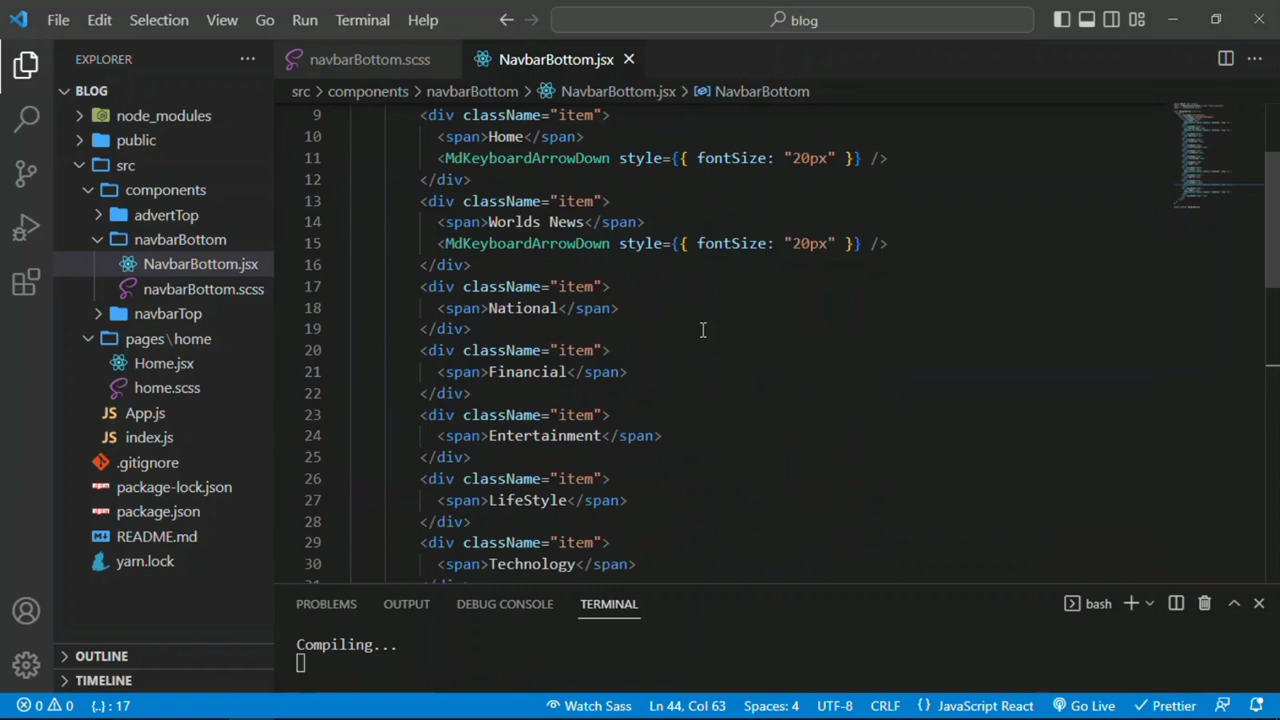 File Edit Selection View Go Run Terminal Help blog
EXPLORER
BLOG
node_modules
public
src
components
advertTop
navbarBottom
NavbarBottom.jsx
navbarBottom.scss
navbarTop
pages\home
Home.jsx
home.scss
JS App.js
JS index.js
.gitignore
npm package-lock.json
npm package.json
README.md
yarn.lock
OUTLINE
TIMELINE
navbarBottom.scss NavbarBottom.jsx
src > components > navbarBottom > NavbarBottom.jsx > NavbarBottom
9 <div className="item">
10 <span>Home</span>
11 <MdKeyboardArrowDown style={{ fontSize: "20px" }} />
12 </div>
13 <div className="item">
14 <span>Worlds News</span>
15 <MdKeyboardArrowDown style={{ fontSize: "20px" }} />
16 </div>
17 <div className="item">
18 <span>National</span>
19 </div>
20 <div className="item">
21 <span>Financial</span>
22 </div>
23 <div className="item">
24 <span>Entertainment</span>
25 </div>
26 <div className="item">
27 <span>LifeStyle</span>
28 </div>
29 <div className="item">
30 <span>Technology</span>
PROBLEMS OUTPUT DEBUG CONSOLE TERMINAL bash
Compiling...
0 0 {..} : 17 Watch Sass Ln 44, Col 63 Spaces: 4 UTF-8 CRLF {} JavaScript React Go Live Prettier